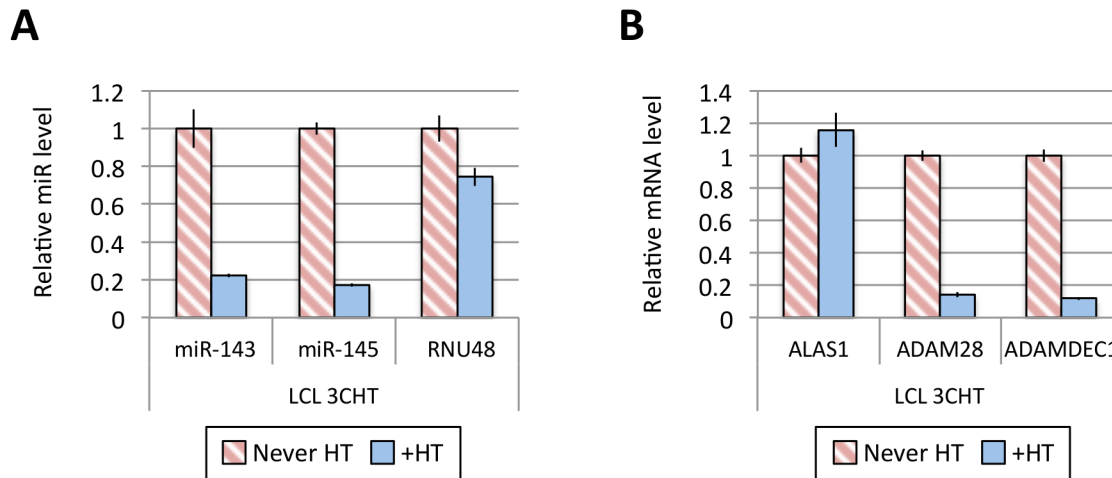 A
Relative miR level
1.2
1
0.8
0.6
0.4
0.2
0
miR-143 miR-145 RNU48
LCL 3CHT
Never HT +HT
B
Relative mRNA level
1.4
1.2
1
0.8
0.6
0.4
0.2
0
ALAS1 ADAM28 ADAMDEC1
LCL 3CHT
Never HT +HT